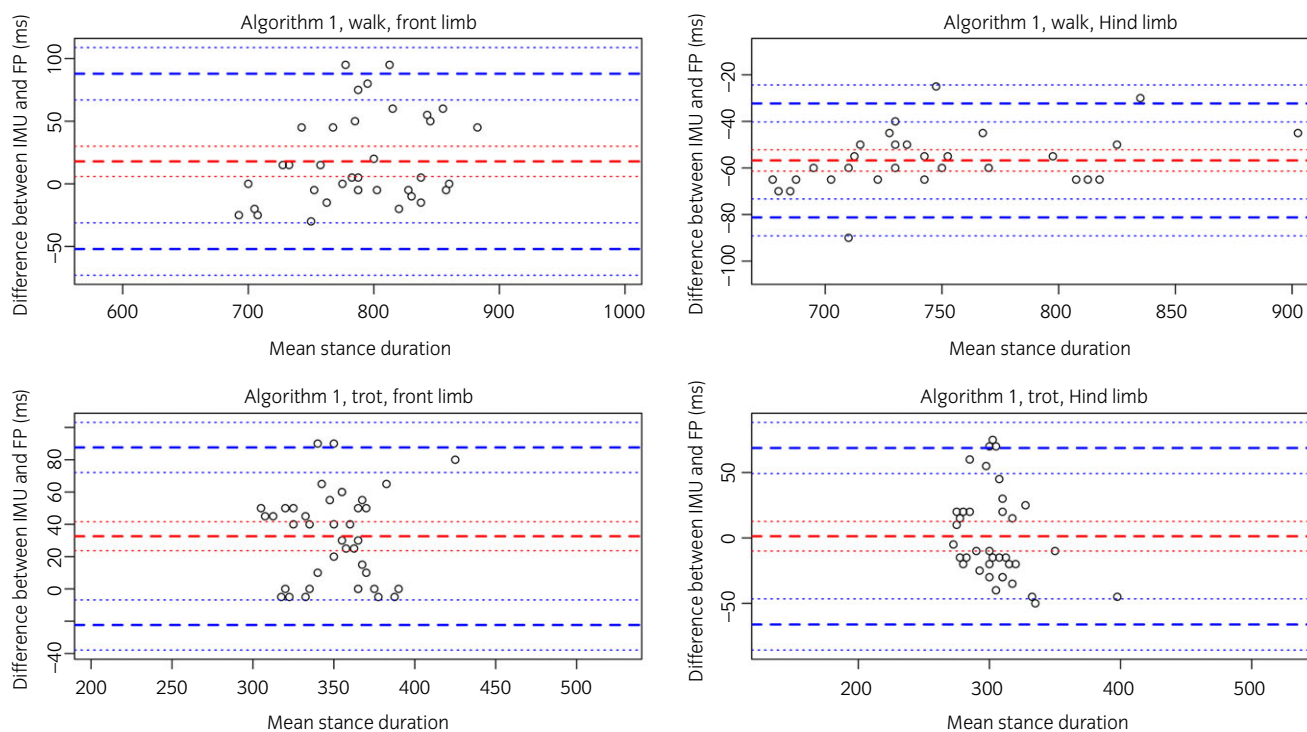 Algorithm 1, walk, front limb
Difference between IMU and FP (ms)
100
50
0
−50
600 700 800 900 1000
Mean stance duration
Algorithm 1, walk, Hind limb
Difference between IMU and FP (ms)
−20
−40
−60
−80
−100
700 750 800 850 900
Mean stance duration
Algorithm 1, trot, front limb
Difference between IMU and FP (ms)
80
60
40
20
0
−40
200 250 300 350 400 450 500
Mean stance duration
Algorithm 1, trot, Hind limb
Difference between IMU and FP (ms)
50
0
−50
200 300 400 500
Mean stance duration